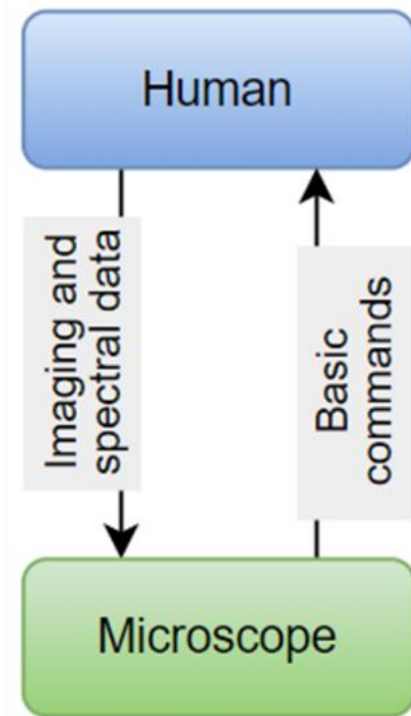 Human
Imaging and
spectral data
Basic
commands
Microscope